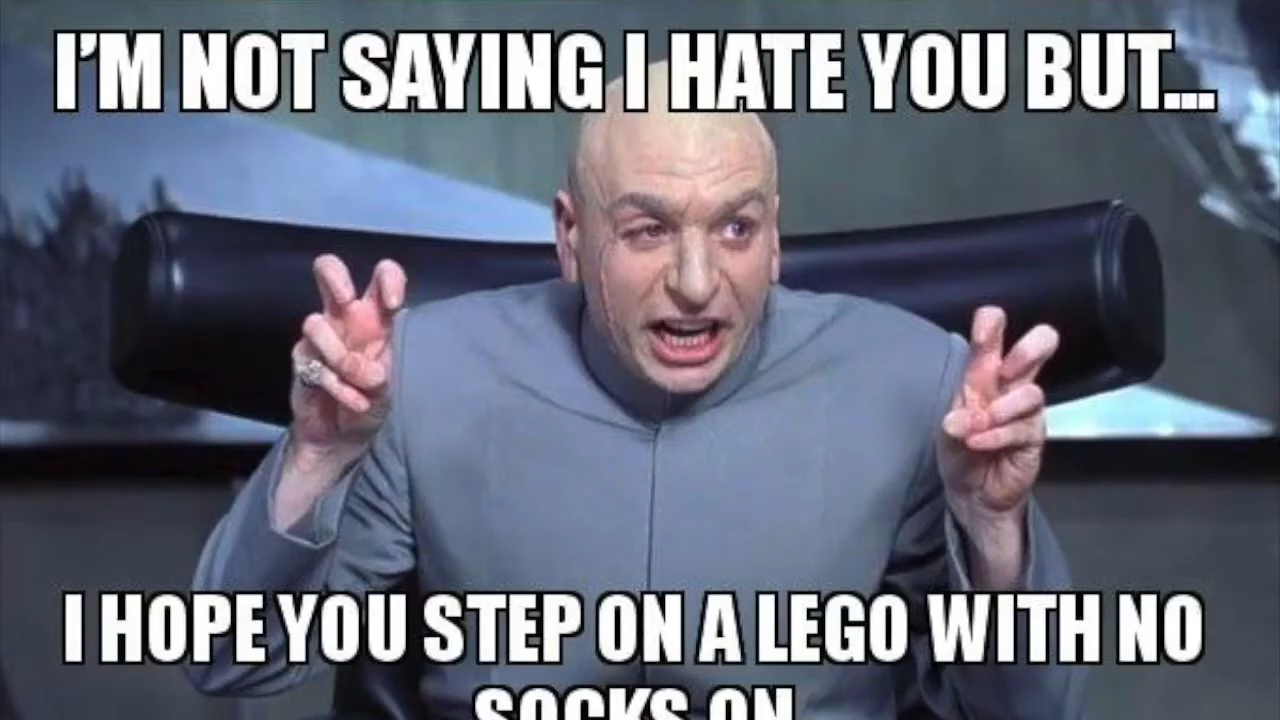 I'M NOT SAYING I HATE YOU BUT...
I HOPE YOU STEP ON A LEGO WITH NO
SOCKS ON